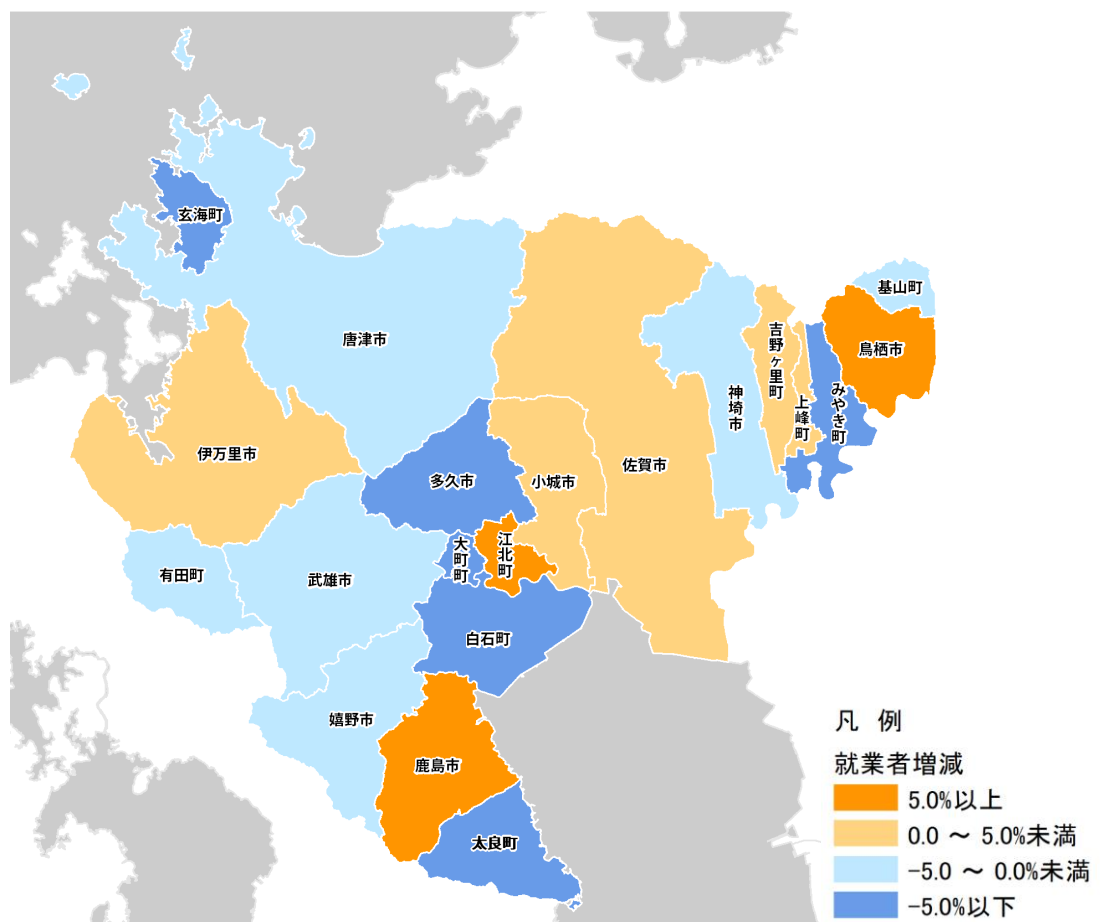 玄海町
基山町
唐津市
吉野ヶ里町
鳥栖市
神埼市
上峰町
みやき町
伊万里市
多久市
小城市
佐賀市
大町町
江北町
有田町
武雄市
白石町
嬉野市
鹿島市
太良町
凡 例
就業者増減
5.0%以上
0.0 ～ 5.0%未満
-5.0 ～ 0.0%未満
-5.0%以下